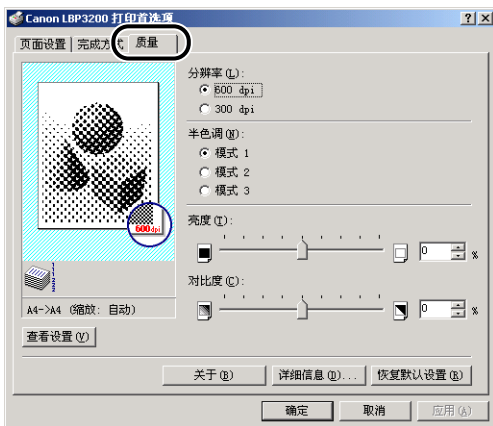 Canon LBP3200 打印首选项
页面设置 完成方式 质量
分辨率(L):
600 dpi
300 dpi
半色调(N):
模式 1
模式 2
模式 3
600dpi
亮度(T):
0 %
对比度(C):
0 %
A4->A4 (缩放: 自动)
查看设置(V)
关于(B) 详细信息(D)... 恢复默认设置(R)
确定 取消 应用(A)